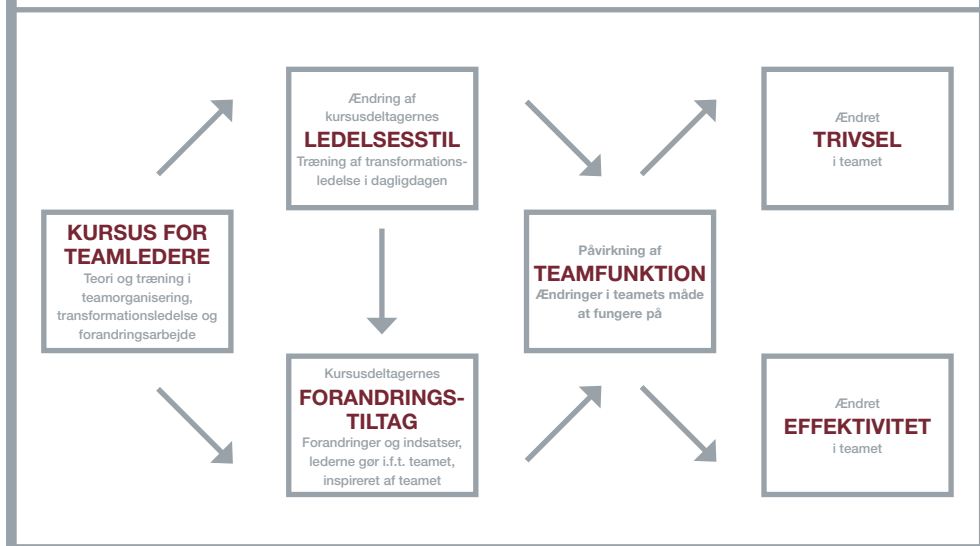 KURSUS FOR
TEAMLEDERE
Teori og træning i
teamorganisering,
transformationsledelse og
forandringsarbejde
Ændring af
kursusdeltagernes
LEDELSESSTIL
Træning af transformations-
ledelse i dagligdagen
Kursusdeltagernes
FORANDRINGS-
TILTAG
Forandringer og indsatser,
lederne gør i.f.t. teamet,
inspireret af teamet
Påvirkning af
TEAMFUNKTION
Ændringer i teamets måde
at fungere på
Ændret
TRIVSEL
i teamet
Ændret
EFFEKTIVITET
i teamet